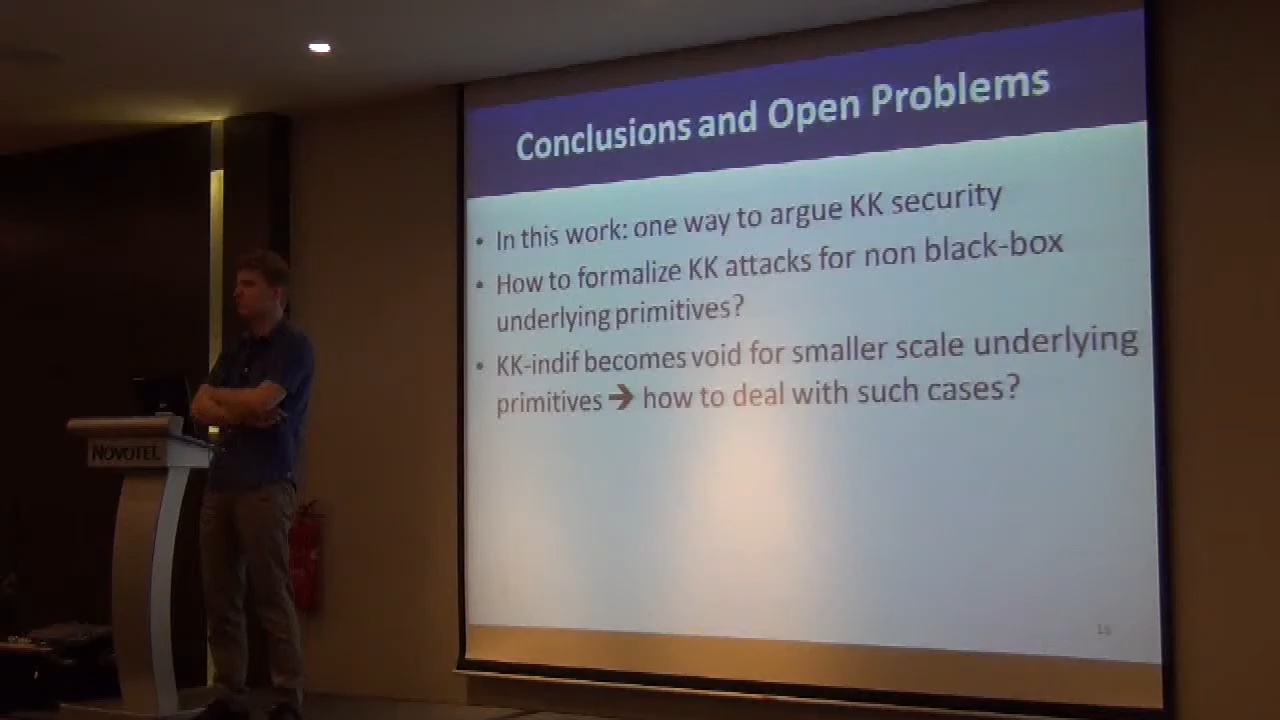 Conclusions and Open Problems
• In this work: one way to argue KK security
• How to formalize KK attacks for non black-box
underlying primitives?
• KK-indif becomes void for smaller scale underlying
primitives ➔ how to deal with such cases?
NOVOTEL